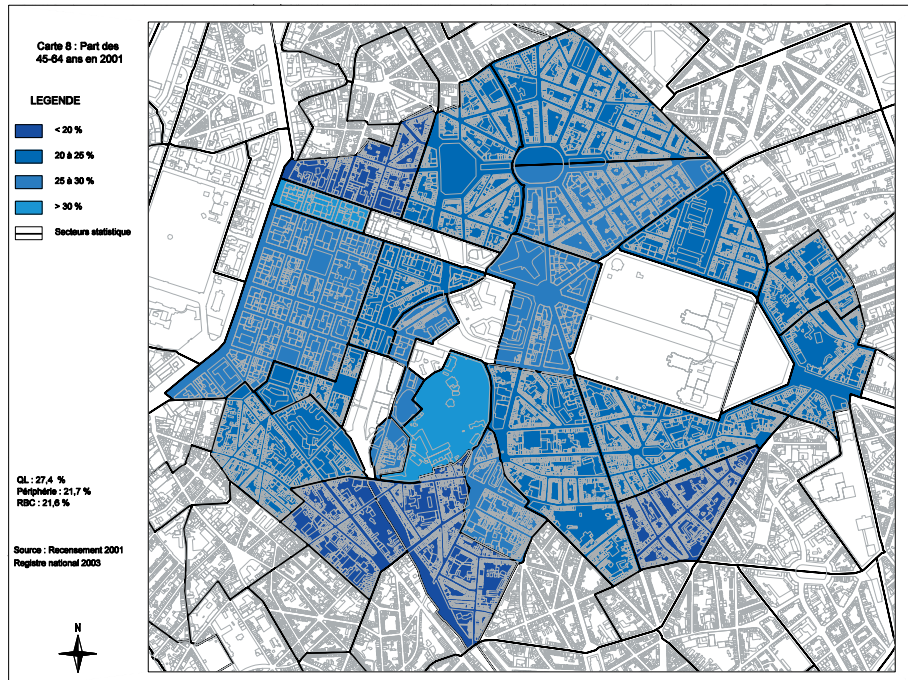 Carte 8 : Part des
45-64 ans en 2001
LEGENDE
< 20 %
20 à 25 %
25 à 30 %
> 30 %
Secteurs statistique
QL : 27,4 %
Périphérie : 21,7 %
RBC : 21,6 %
Source : Recensement 2001
Registre national 2003
N